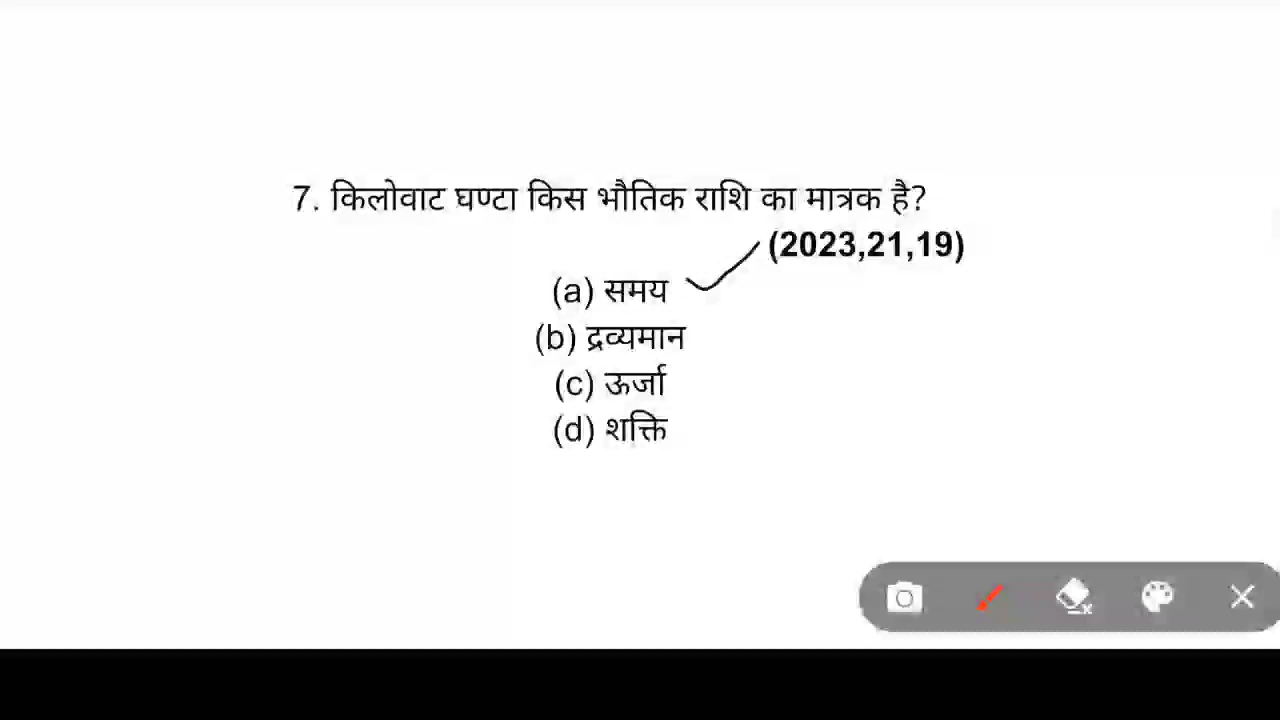 7. किलोवाट घण्टा किस भौतिक राशि का मात्रक है?
(2023,21,19)
(a) समय
(b) द्रव्यमान
(c) ऊर्जा
(d) शक्ति